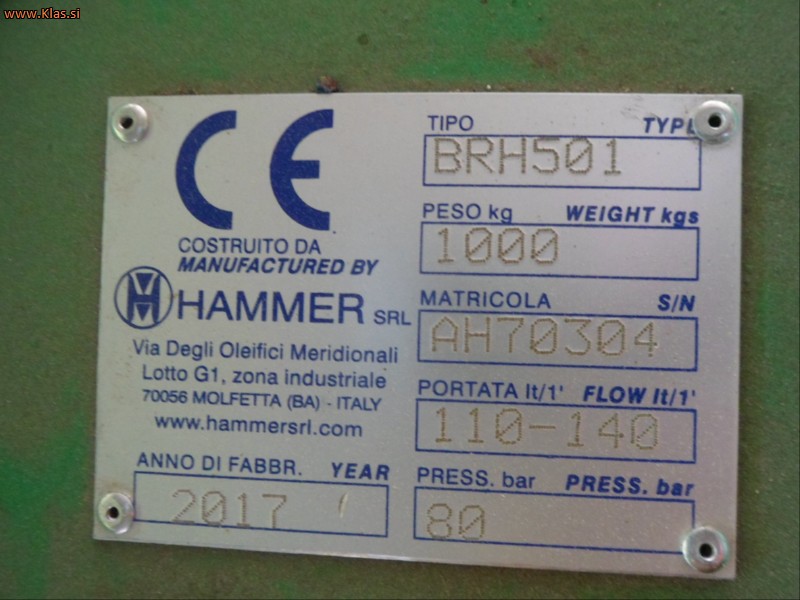 www.Klas.si
CE
COSTRUITO DA
MANUFACTURED BY
HAMMER SRL
Via Degli Oleifici Meridionali
Lotto G1, zona industriale
70056 MOLFETTA (BA) - ITALY
www.hammersrl.com
ANNO DI FABBR. YEAR
2017
TIPO TYPE
BRH501
PESO kg WEIGHT kgs
1000
MATRICOLA S/N
AH70304
PORTATA lt/1' FLOW lt/1'
110-140
PRESS. bar PRESS. bar
80